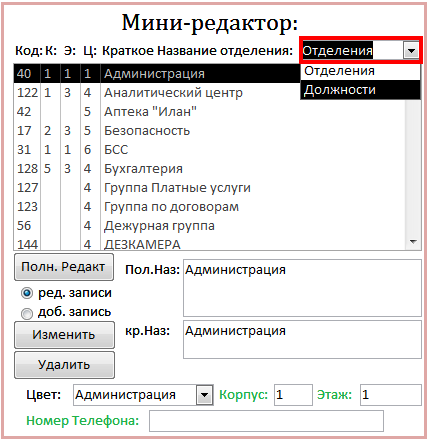 Мини-редактор:
Код: К: Э: Ц: Краткое Название отделения: Отделения
Отделения
Должности
40 1 1 1 Администрация
122 1 3 4 Аналитический центр
42 5 Аптека "Илан"
17 2 3 5 Безопасность
31 1 1 6 БСС
128 5 3 4 Бухгалтерия
127 4 Группа Платные услуги
123 4 Группа по договорам
56 4 Дежурная группа
144 4 ДЕЗКАМЕРА
Полн. Редакт
Пол.Наз: Администрация
ред. записи
доб. запись
Изменить
кр.Наз: Администрация
Удалить
Цвет: Администрация Корпус: 1 Этаж: 1
Номер Телефона: